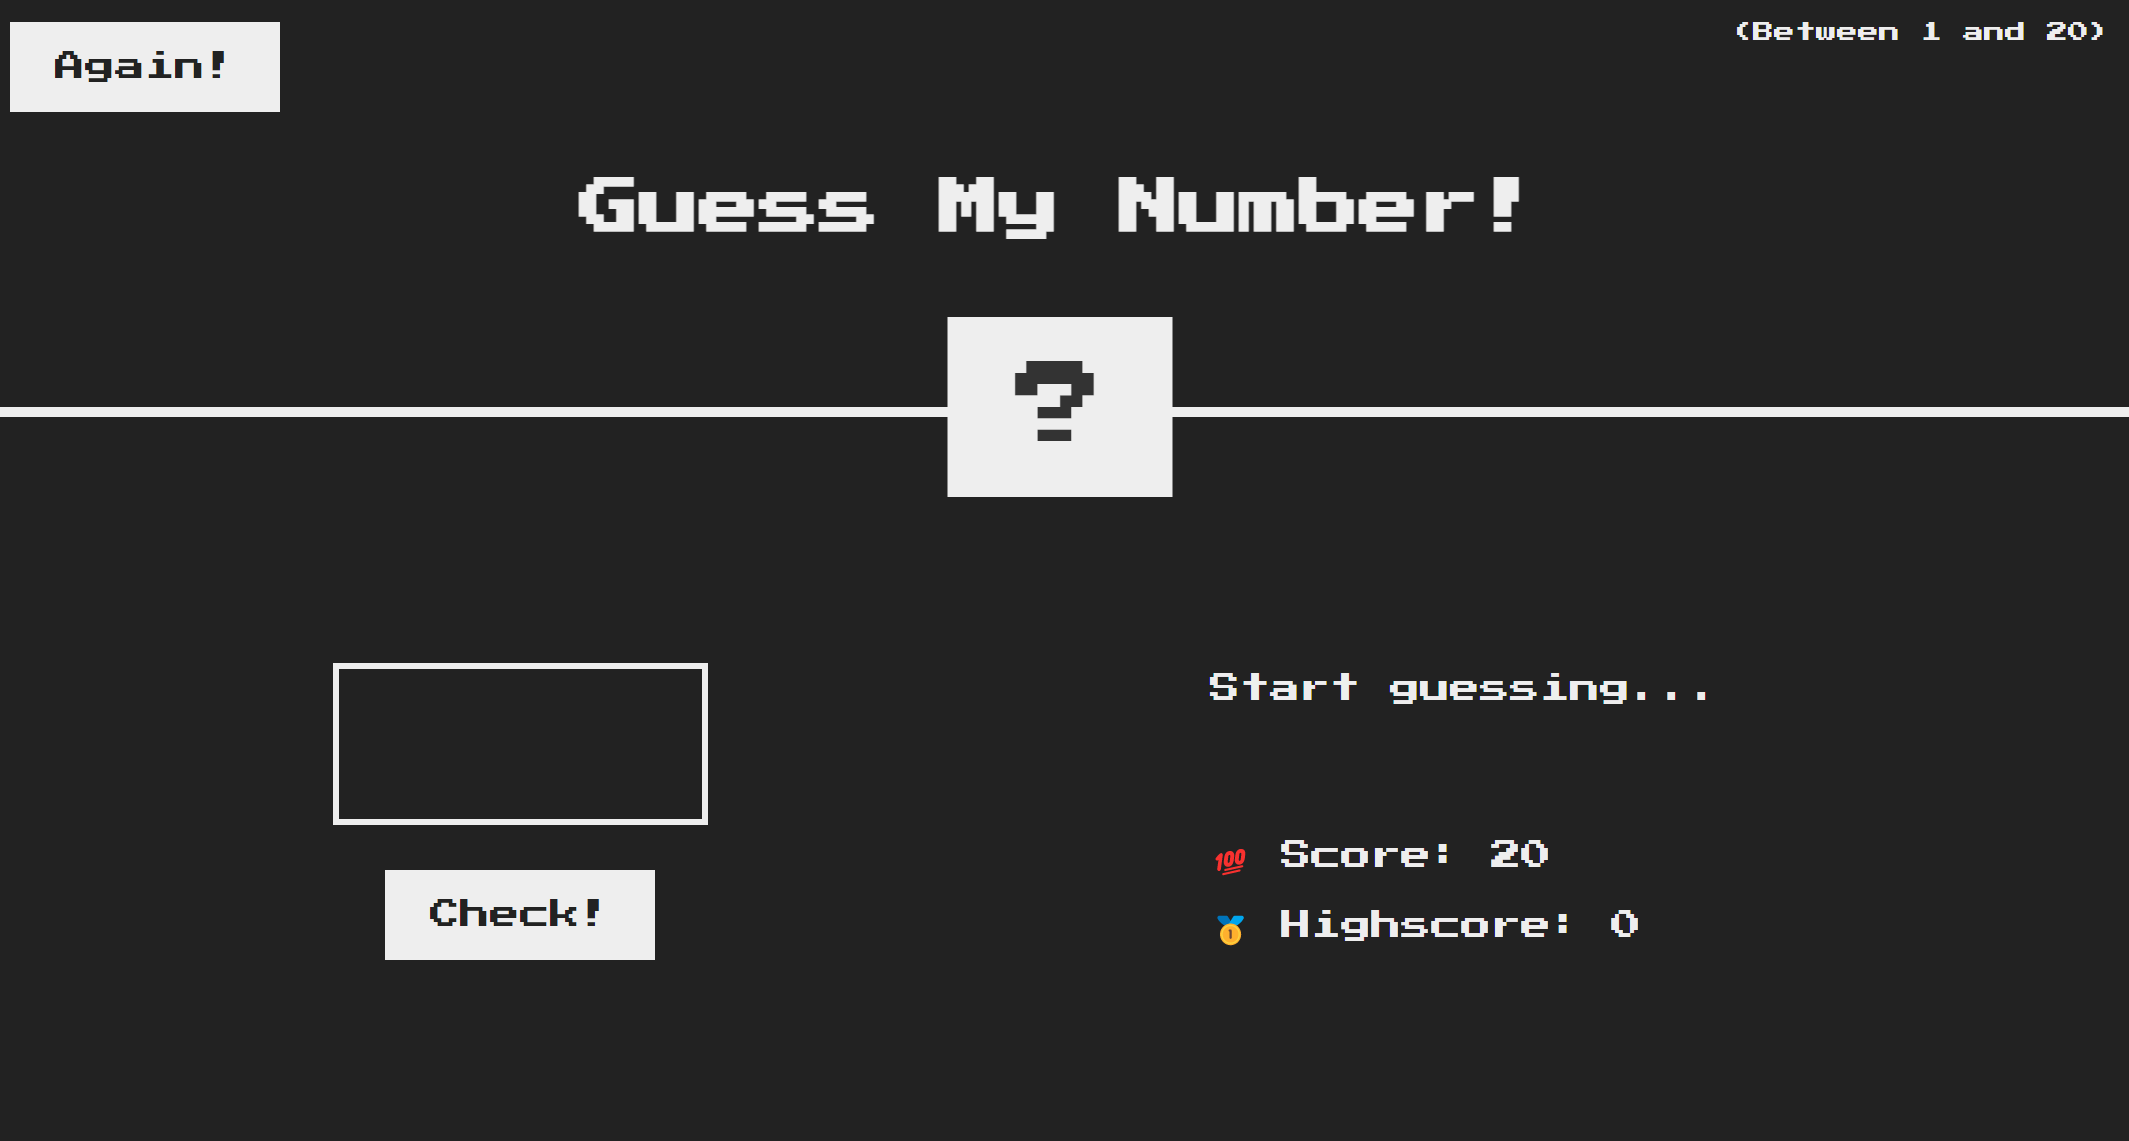 Again!
(Between 1 and 20)
Guess My Number!
?
Start guessing...
💯 Score: 20
🥇 Highscore: 0
Check!